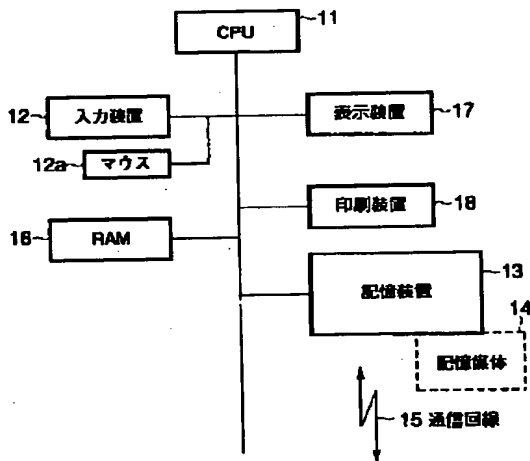 11
CPU
12
入力装置
表示装置
17
12a
マウス
印刷装置
18
16
RAM
13
記憶装置
14
記憶媒体
15 通信回線